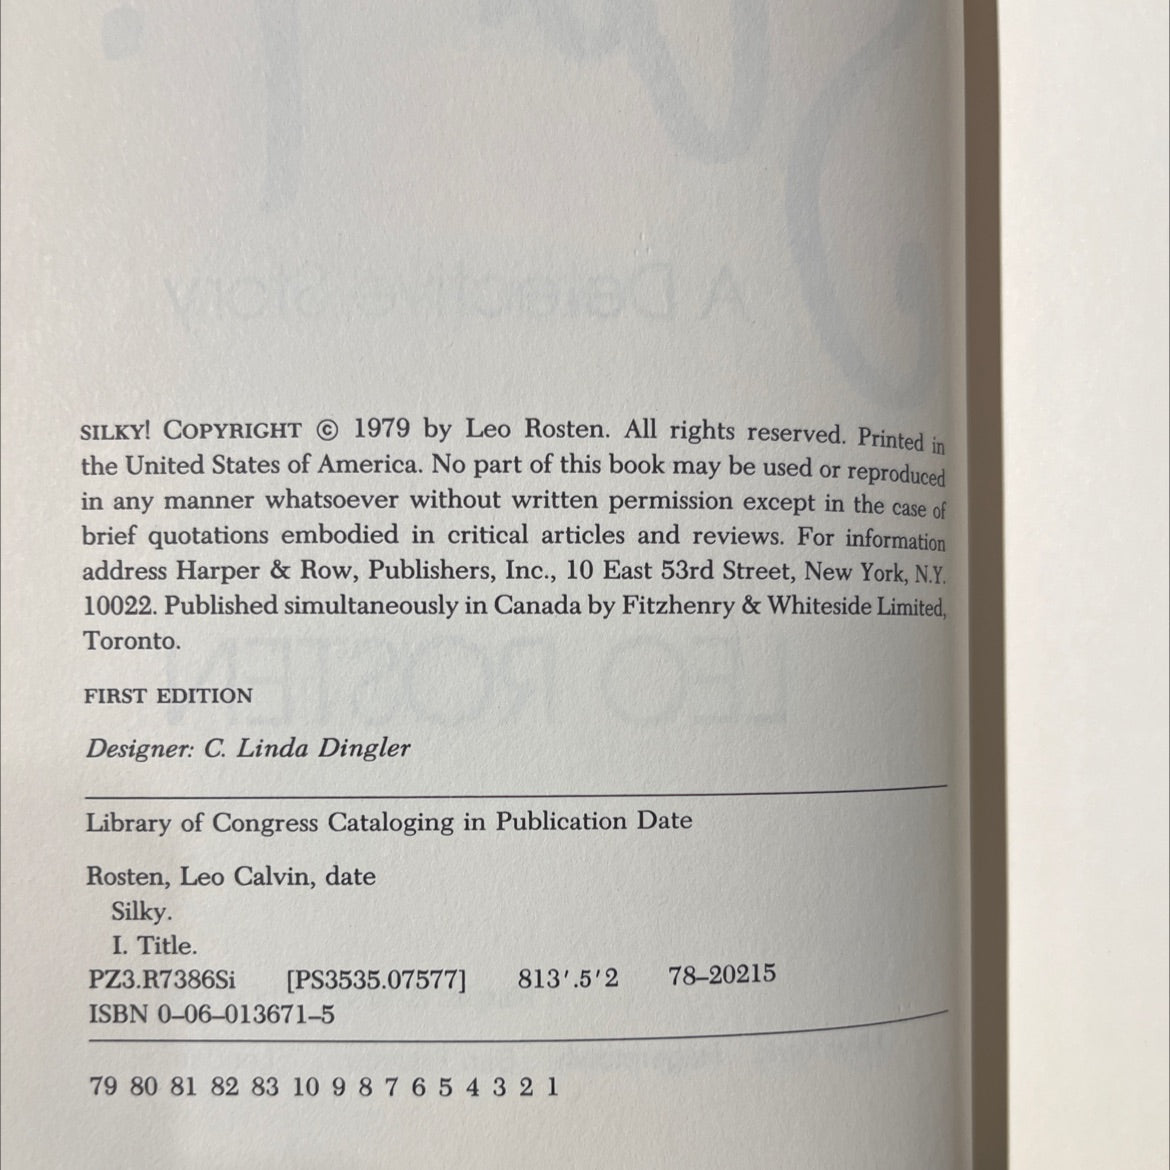 A Detective Story
SILKY! COPYRIGHT © 1979 by Leo Rosten. All rights reserved. Printed in
the United States of America. No part of this book may be used or reproduced
in any manner whatsoever without written permission except in the case of
brief quotations embodied in critical articles and reviews. For information
address Harper & Row, Publishers, Inc., 10 East 53rd Street, New York, N.Y.
10022. Published simultaneously in Canada by Fitzhenry & Whiteside Limited,
Toronto.
LEO ROSTEN
FIRST EDITION
Designer: C. Linda Dingler
Library of Congress Cataloging in Publication Date
Rosten, Leo Calvin, date
Silky.
I. Title.
PZ3.R7386Si [PS3535.07577] 813'.5'2 78–20215
ISBN 0–06–013671–5
79 80 81 82 83 10 9 8 7 6 5 4 3 2 1